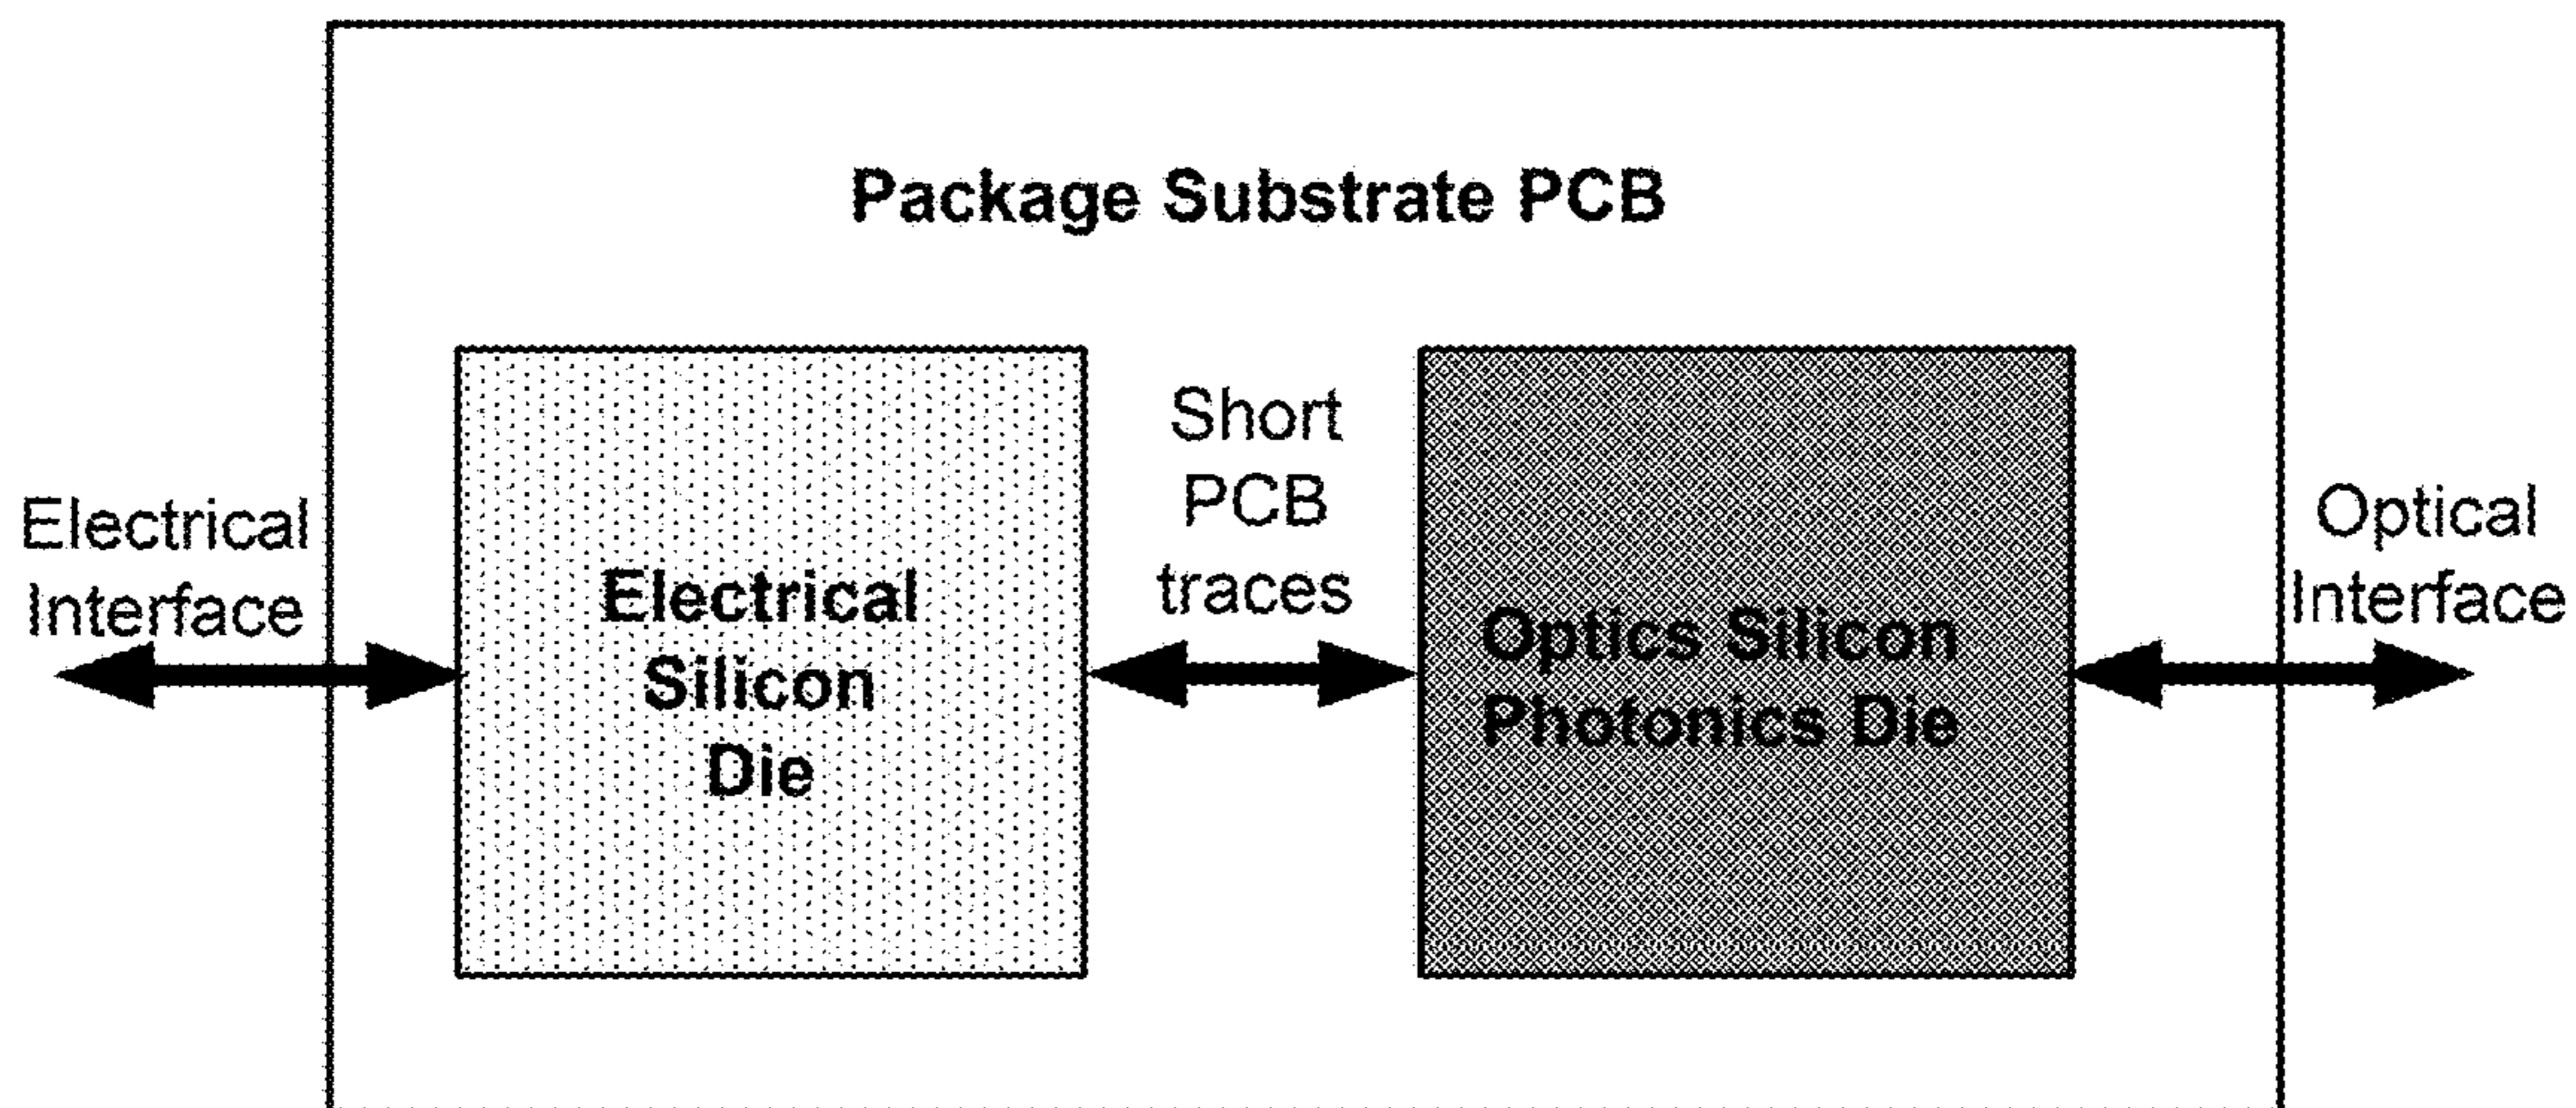 Package Substrate PCB
Electrical
Interface
Electrical
Silicon
Die
Short
PCB
traces
Optics Silicon
Photonics Die
Optical
Interface